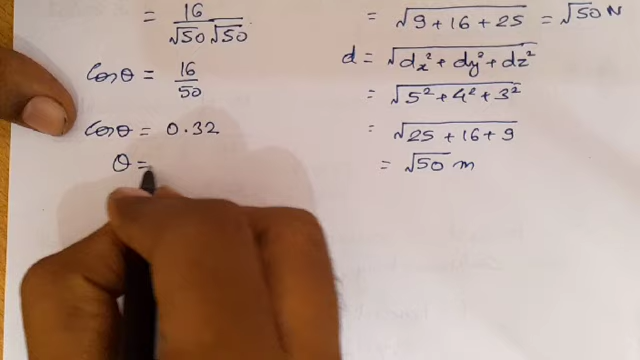 = 16 / √50 √50
cosθ = 16 / 50
cosθ = 0.32
θ =
= √9 + 16 + 25 = √50 N
d = √dx² + dy² + dz²
= √5² + 4² + 3²
= √25 + 16 + 9
= √50 m